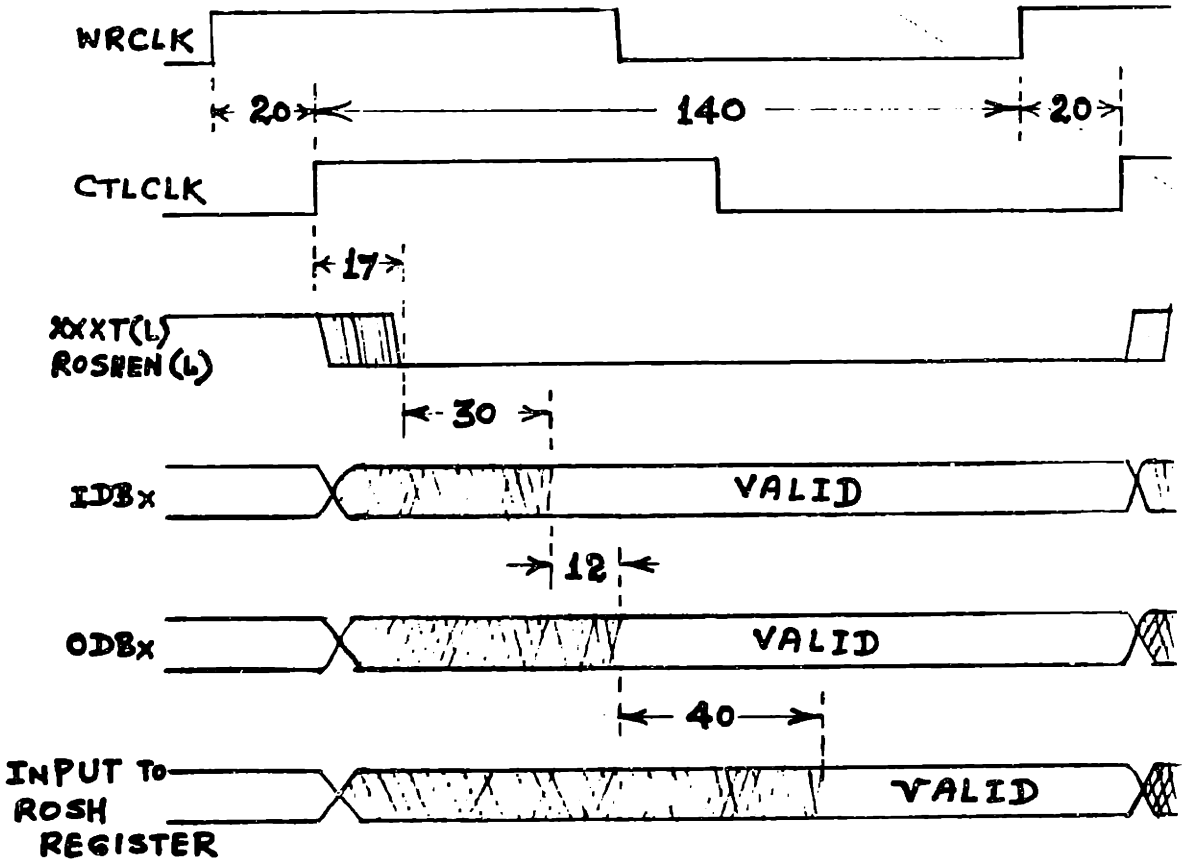 WRCLK
20 140 20
CTLCLK
17
XXXT(L)
ROSHEN(L)
30
IDBx VALID
12
ODBx VALID
40
INPUT TO
ROSH VALID
REGISTER